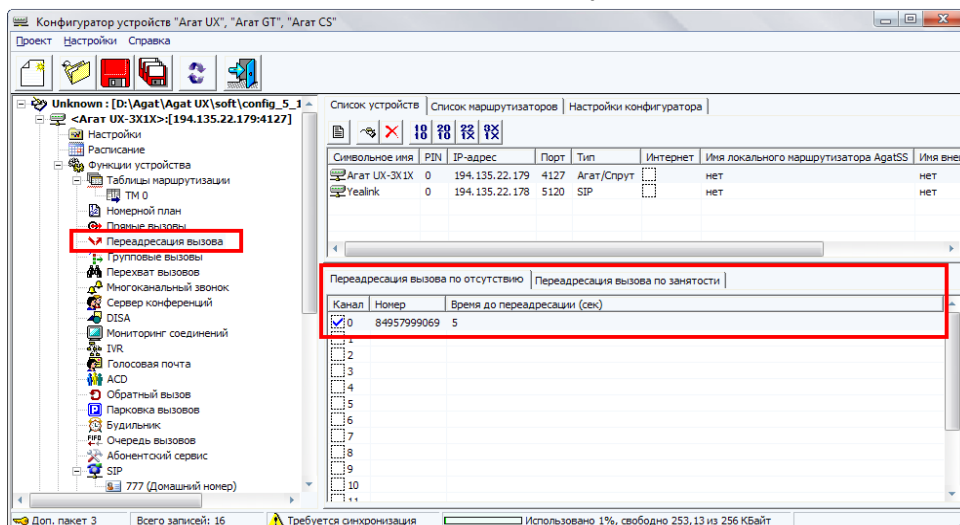 Конфигуратор устройств "Агат UX", "Агат GT", "Агат CS"
Проект Настройки Справка
Unknown : [D:\Agat\Agat UX\soft\config_5_1
<Агат UX-3X1X>:[194.135.22.179:4127]
Настройки
Расписание
Функции устройства
Таблицы маршрутизации
TM 0
Номерной план
Прямые вызовы
Переадресация вызова
Групповые вызовы
Перехват вызовов
Многоканальный звонок
Сервер конференций
DISA
Мониторинг соединений
IVR
Голосовая почта
ACD
Обратный вызов
Парковка вызовов
Будильник
Очередь вызовов
Абонентский сервис
SIP
777 (Домашний номер)
Список устройств Список маршрутизаторов Настройки конфигуратора
Символьное имя PIN IP-адрес Порт Тип Интернет Имя локального маршрутизатора AgatSS Имя вне
Агат UX-3X1X 0 194.135.22.179 4127 Агат/Спрут нет нет
Yealink 0 194.135.22.178 5120 SIP нет нет
Переадресация вызова по отсутствию Переадресация вызова по занятости
Канал Номер Время до переадресации (сек)
0 84957999069 5
1
2
3
4
5
6
7
8
9
10
11
Доп. пакет 3 Всего записей: 16 Требуется синхронизация Использовано 1%, свободно 253,13 из 256 КБайт